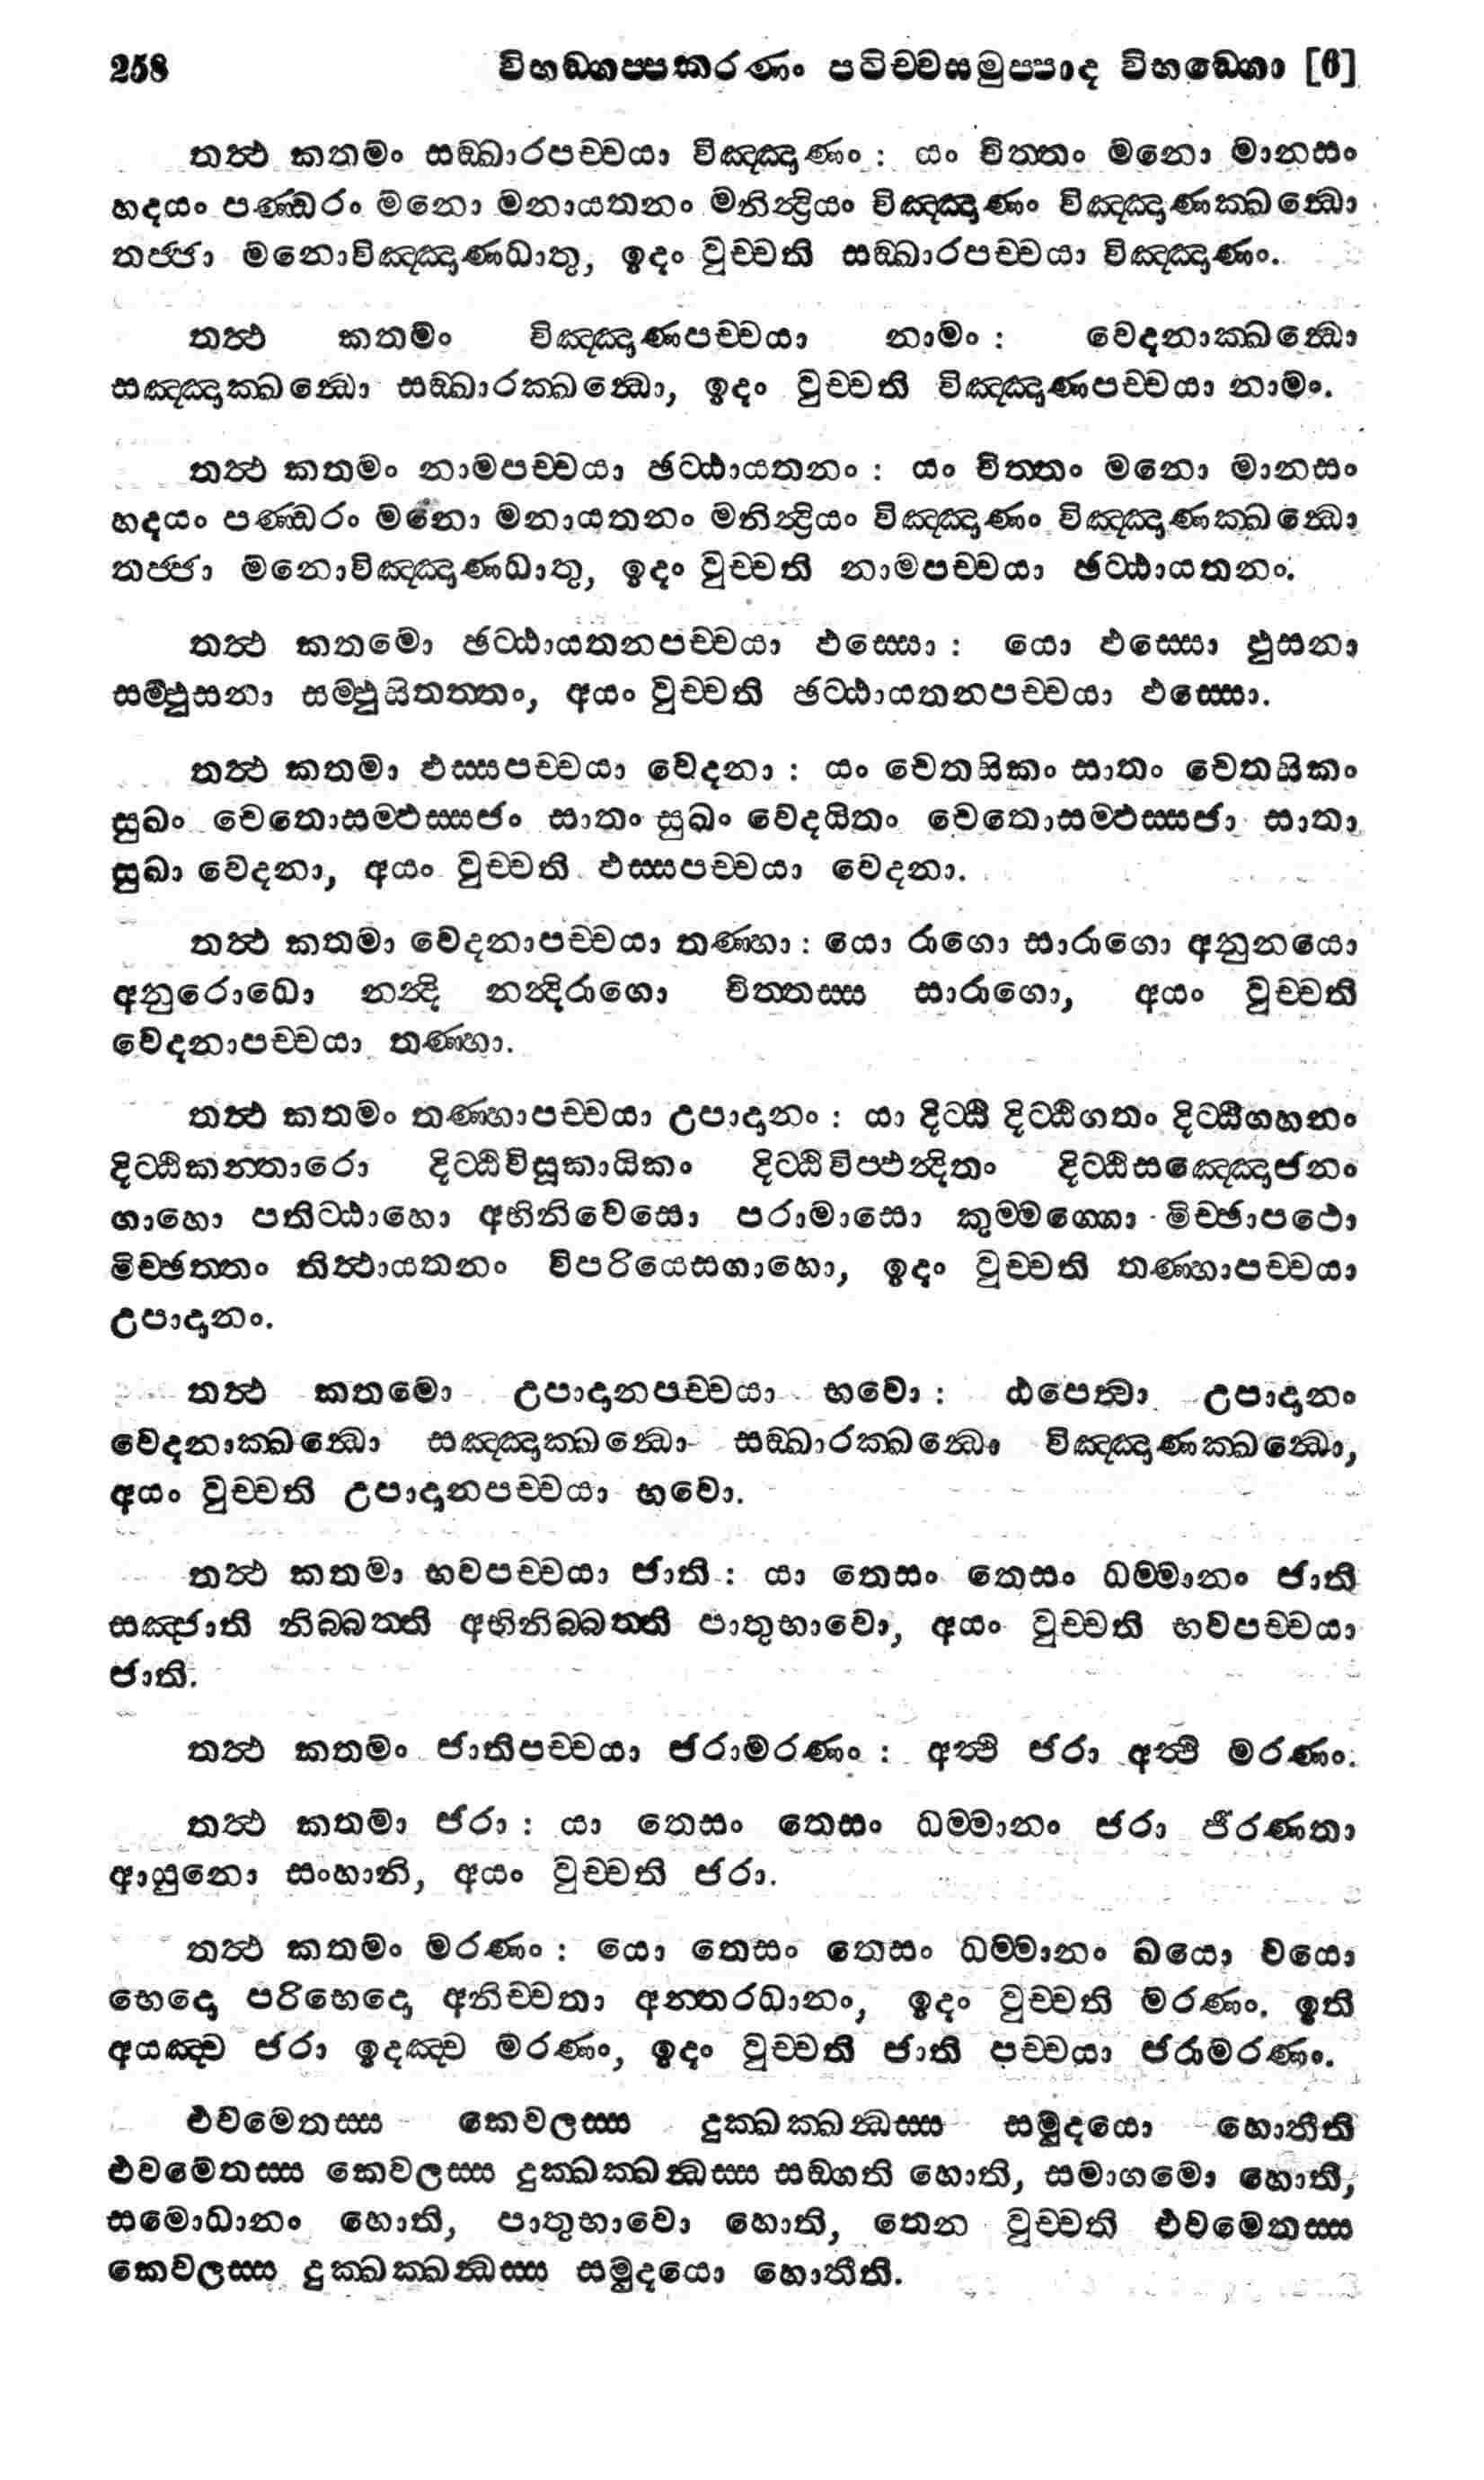 258 විභඞ්ගප්පකරණං පටිච්චසමුප්පාද විභඞ්ගො [6]
තත්‍ථ කතමං සඞ්ඛාරපච්චයා විඤ්ඤාණං : යං චිත්තං මනො මානසං
හදයං පණ්ඩරං මනො මනායතනං මනින්‍ද්‍රියං විඤ්ඤාණං විඤ්ඤාණක්ඛන්‍ධො
තජ්ජා මනොවිඤ්ඤාණධාතු, ඉදං වුච්චති සඞ්ඛාරපච්චයා විඤ්ඤාණං.
තත්‍ථ කතමං විඤ්ඤාණපච්චයා නාමං : වෙදනාක්ඛන්‍ධො
සඤ්ඤාක්ඛන්‍ධො සඞ්ඛාරක්ඛන්‍ධො, ඉදං වුච්චති විඤ්ඤාණපච්චයා නාමං.
තත්‍ථ කතමං නාමපච්චයා ඡට්ඨායතනං : යං චිත්තං මනො මානසං
හදයං පණ්ඩරං මනො මනායතනං මනින්‍ද්‍රියං විඤ්ඤාණං විඤ්ඤාණක්ඛන්‍ධො
තජ්ජා මනොවිඤ්ඤාණධාතු, ඉදං වුච්චති නාමපච්චයා ඡට්ඨායතනං.
තත්‍ථ කතමො ඡට්ඨායතනපච්චයා ඵස්සො : යො ඵස්සො ඵුසනා
සම්ඵුසනා සම්ඵුසිතත්තං, අයං වුච්චති ඡට්ඨායතනපච්චයා ඵස්සො.
තත්‍ථ කතමා ඵස්සපච්චයා වෙදනා : යං චෙතසිකං සාතං චෙතසිකං
සුඛං චෙතොසම්ඵස්සජං සාතං සුඛං වෙදයිතං චෙතොසම්ඵස්සජා සාතා
සුඛා වෙදනා, අයං වුච්චති ඵස්සපච්චයා වෙදනා.
තත්‍ථ කතමා වෙදනාපච්චයා තණ්හා : යො රාගො සාරාගො අනුනයො
අනුරොධො නන්‍දි නන්‍දිරාගො චිත්තස්ස සාරාගො, අයං වුච්චති
වෙදනාපච්චයා තණ්හා.
තත්‍ථ කතමං තණ්හාපච්චයා උපාදානං : යා දිට්ඨි දිට්ඨිගතං දිට්ඨිගහනං
දිට්ඨිකන්තාරො දිට්ඨිවිසූකායිකං දිට්ඨිවිප්ඵන්‍දිතං දිට්ඨිසඤ්ඤොජනං
ගාහො පතිට්ඨාහො අභිනිවෙසො පරාමාසො කුම්මග්ගො මිච්ඡාපථො
මිච්ඡත්තං තිත්‍ථායතනං විපරියෙසගාහො, ඉදං වුච්චති තණ්හාපච්චයා
උපාදානං.
තත්‍ථ කතමො උපාදානපච්චයා භවො : ඨපෙත්‍වා උපාදානං
වෙදනාක්ඛන්‍ධො සඤ්ඤාක්ඛන්‍ධො සඞ්ඛාරක්ඛන්‍ධො විඤ්ඤාණක්ඛන්‍ධො,
අයං වුච්චති උපාදානපච්චයා භවො.
තත්‍ථ කතමා භවපච්චයා ජාති : යා තෙසං තෙසං ධම්මානං ජාති
සඤ්ජාති නිබ්බත්ති අභිනිබ්බත්ති පාතුභාවො, අයං වුච්චති භවපච්චයා
ජාති.
තත්‍ථ කතමං ජාතිපච්චයා ජරාමරණං : අත්‍ථි ජරා අත්‍ථි මරණං.
තත්‍ථ කතමා ජරා : යා තෙසං තෙසං ධම්මානං ජරා ජීරණතා
ආයුනො සංහානි, අයං වුච්චති ජරා.
තත්‍ථ කතමං මරණං : යො තෙසං තෙසං ධම්මානං ඛයො වයො
භෙදො පරිභෙදො අනිච්චතා අන්තරධානං, ඉදං වුච්චති මරණං. ඉති
අයඤ්ච ජරා ඉදඤ්ච මරණං, ඉදං වුච්චති ජාති පච්චයා ජරාමරණං.
එවමෙතස්ස කෙවලස්ස දුක්ඛක්ඛන්‍ධස්ස සමුදයො හොතීති
එවමෙතස්ස කෙවලස්ස දුක්ඛක්ඛන්‍ධස්ස සඞ්ගති හොති, සමාගමො හොති,
සමොධානං හොති, පාතුභාවො හොති, තෙන වුච්චති එවමෙතස්ස
කෙවලස්ස දුක්ඛක්ඛන්‍ධස්ස සමුදයො හොතීති.